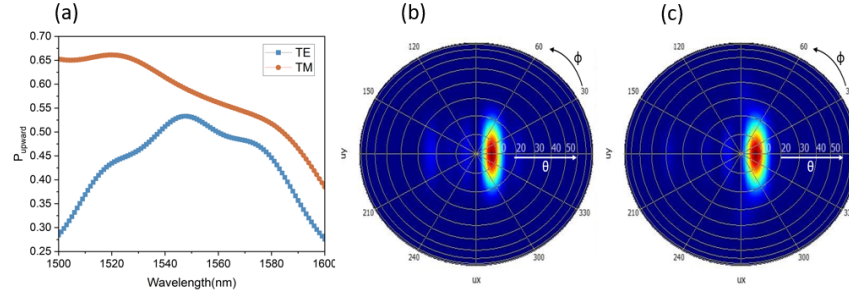 (a)
(b)
(c)
0.70
0.65
0.60
0.55
0.50
0.45
0.40
0.35
0.30
0.25
P upward
TE
TM
1500
1520
1540
1560
1580
1600
Wavelength(nm)
120
60
ϕ
150
30
20 30 40 50
θ
uy
210
330
240
300
ux
120
60
ϕ
150
30
10 20 30 40 50
θ
uy
210
330
240
300
ux